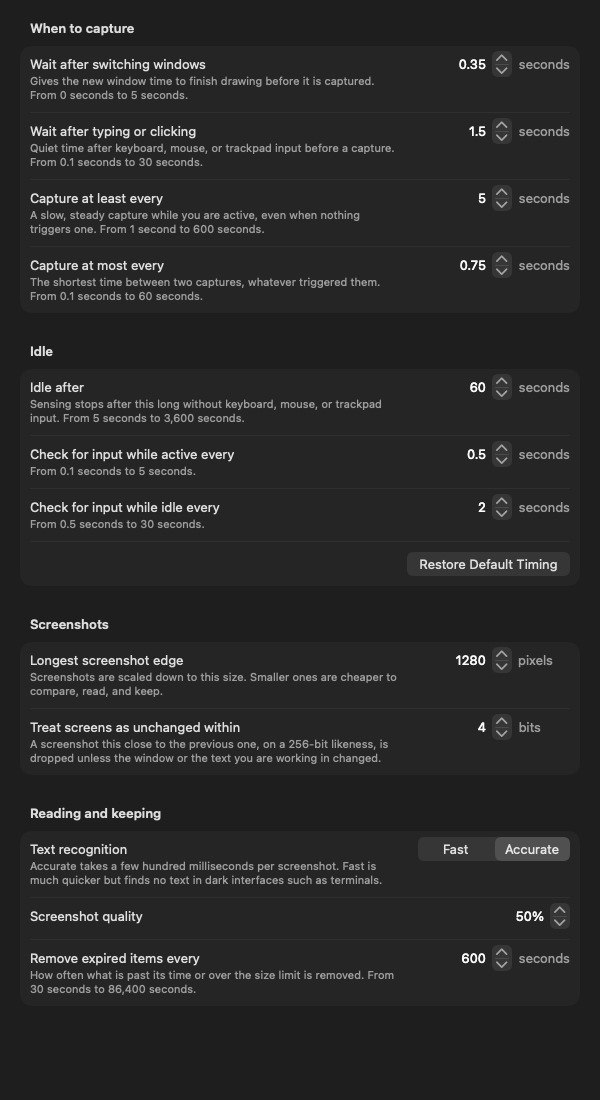 When to capture
Wait after switching windows 0.35 seconds
Gives the new window time to finish drawing before it is captured.
From 0 seconds to 5 seconds.
Wait after typing or clicking 1.5 seconds
Quiet time after keyboard, mouse, or trackpad input before a capture.
From 0.1 seconds to 30 seconds.
Capture at least every 5 seconds
A slow, steady capture while you are active, even when nothing
triggers one. From 1 second to 600 seconds.
Capture at most every 0.75 seconds
The shortest time between two captures, whatever triggered them.
From 0.1 seconds to 60 seconds.
Idle
Idle after 60 seconds
Sensing stops after this long without keyboard, mouse, or trackpad
input. From 5 seconds to 3,600 seconds.
Check for input while active every 0.5 seconds
From 0.1 seconds to 5 seconds.
Check for input while idle every 2 seconds
From 0.5 seconds to 30 seconds.
Restore Default Timing
Screenshots
Longest screenshot edge 1280 pixels
Screenshots are scaled down to this size. Smaller ones are cheaper to
compare, read, and keep.
Treat screens as unchanged within 4 bits
A screenshot this close to the previous one, on a 256-bit likeness, is
dropped unless the window or the text you are working in changed.
Reading and keeping
Text recognition Fast Accurate
Accurate takes a few hundred milliseconds per screenshot. Fast is
much quicker but finds no text in dark interfaces such as terminals.
Screenshot quality 50%
Remove expired items every 600 seconds
How often what is past its time or over the size limit is removed. From
30 seconds to 86,400 seconds.